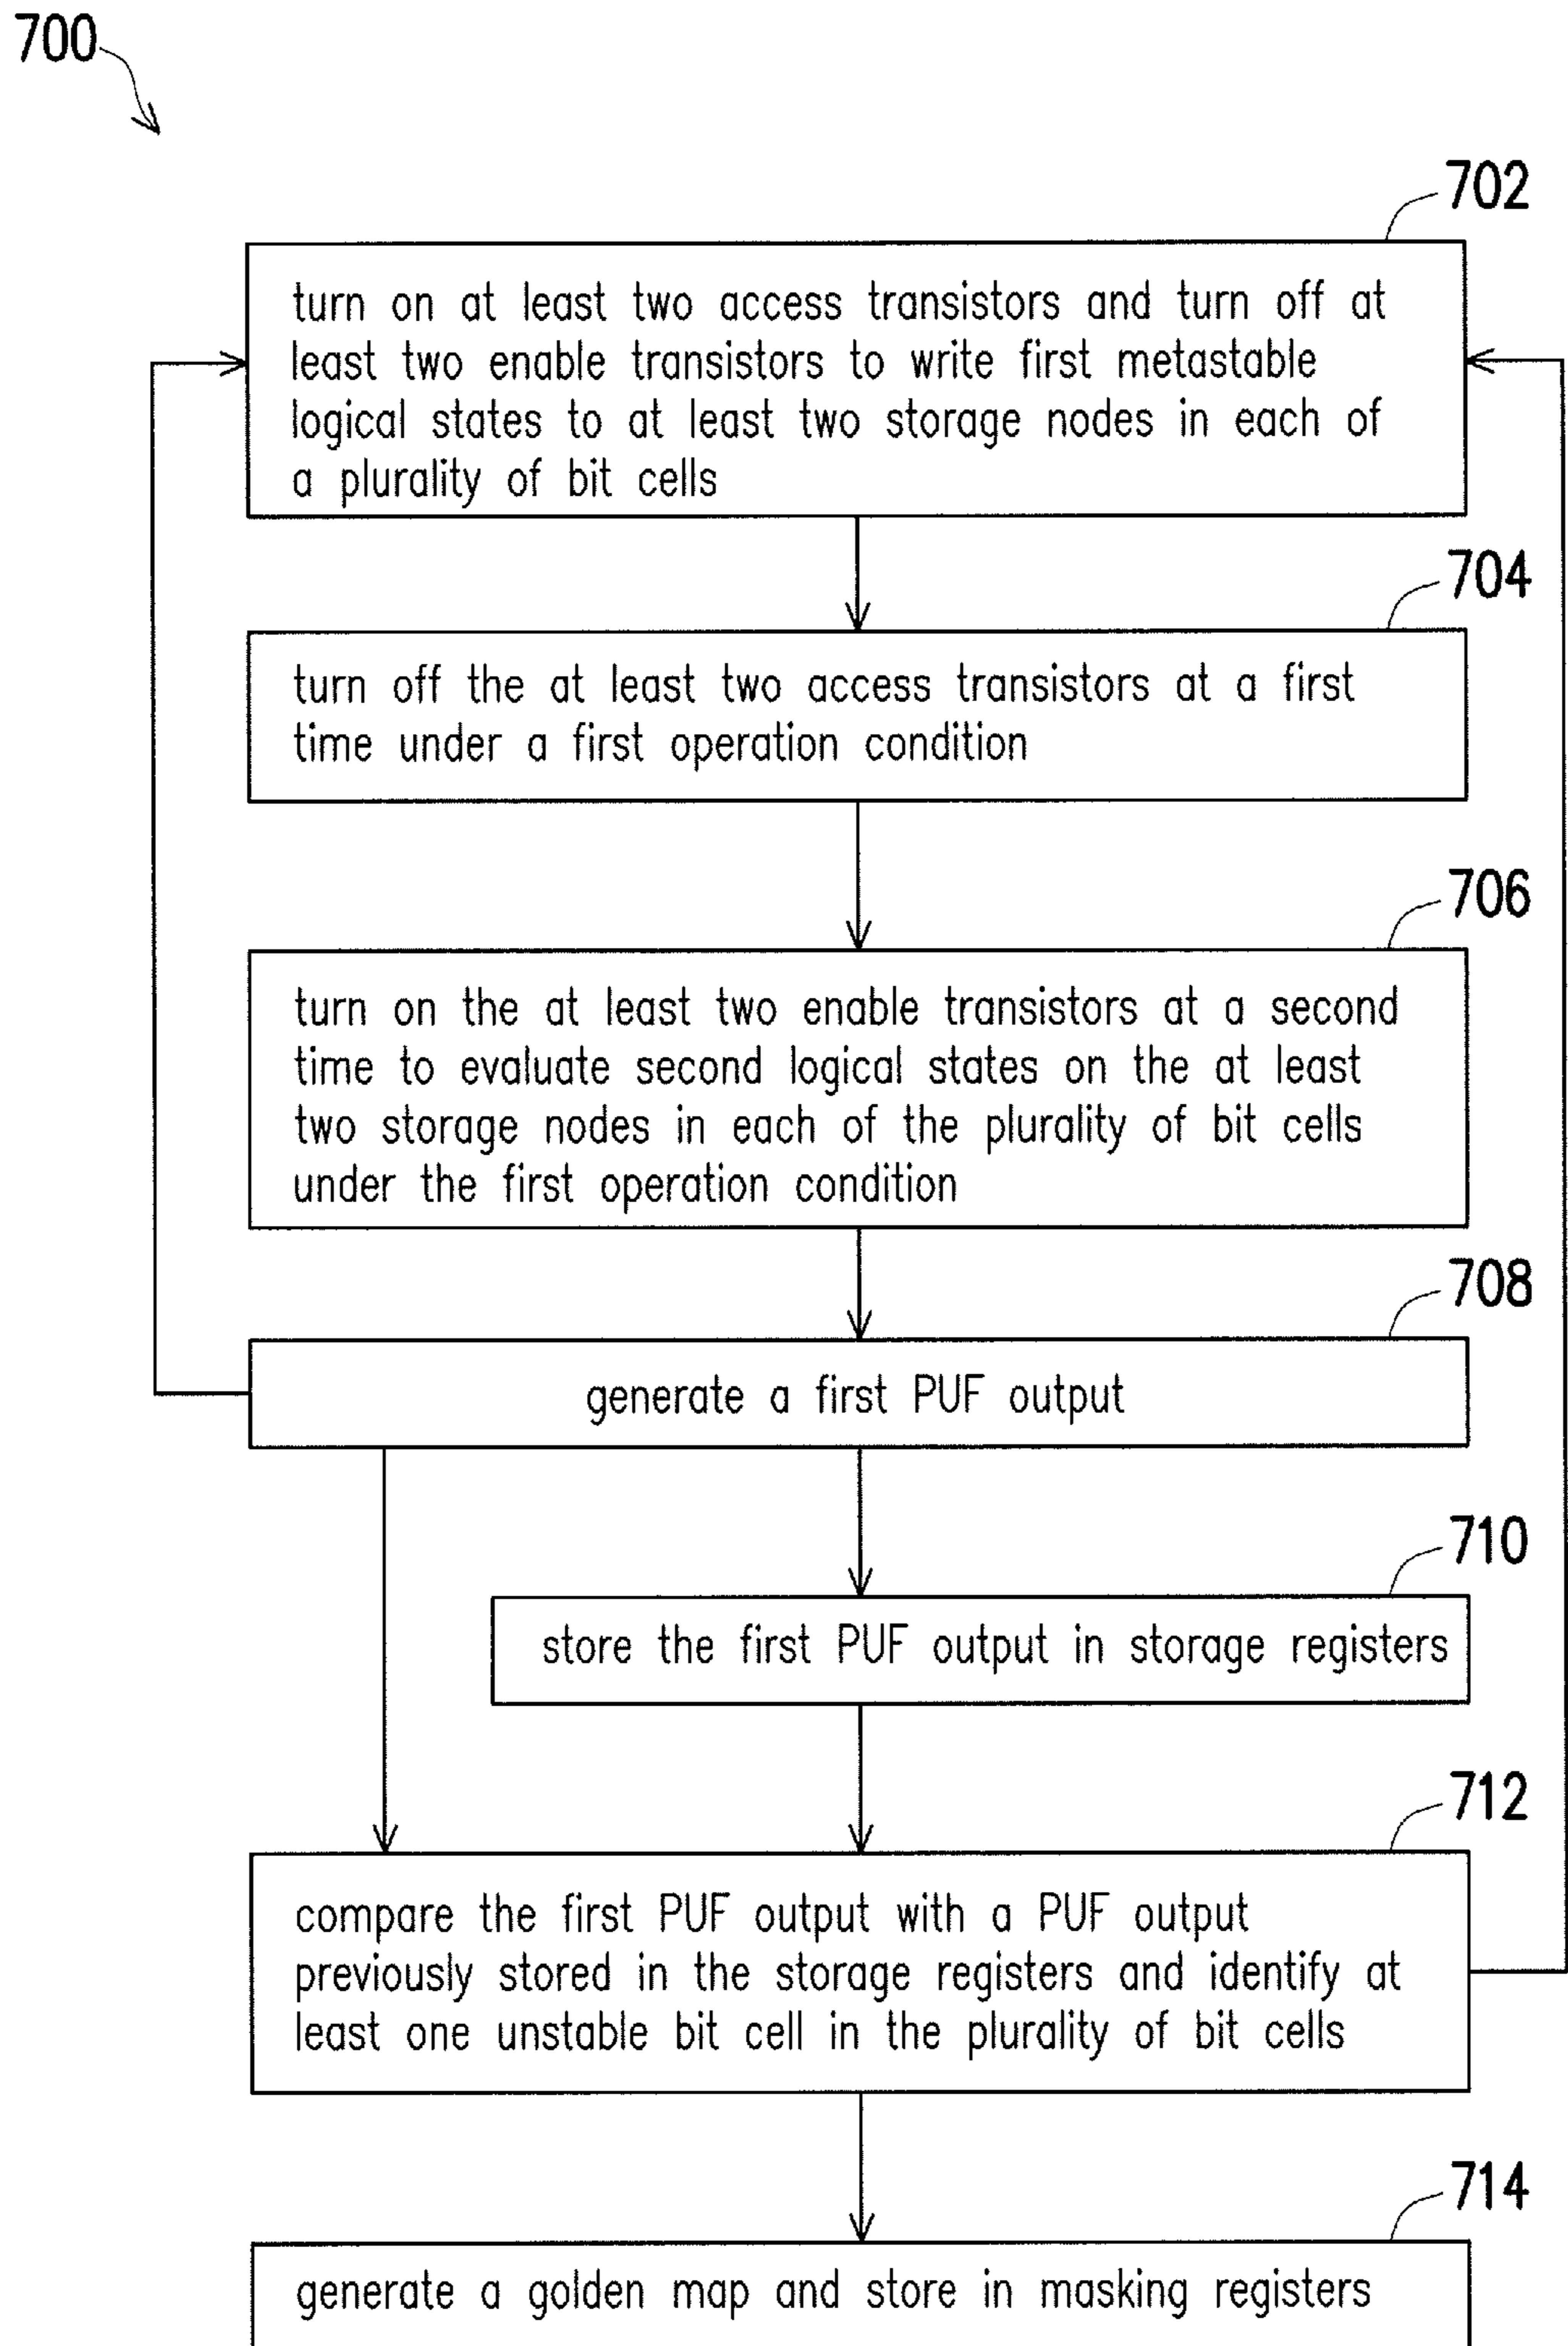 700
702
turn on at least two access transistors and turn off at
least two enable transistors to write first metastable
logical states to at least two storage nodes in each of
a plurality of bit cells
704
turn off the at least two access transistors at a first
time under a first operation condition
706
turn on the at least two enable transistors at a second
time to evaluate second logical states on the at least
two storage nodes in each of the plurality of bit cells
under the first operation condition
708
generate a first PUF output
710
store the first PUF output in storage registers
712
compare the first PUF output with a PUF output
previously stored in the storage registers and identify at
least one unstable bit cell in the plurality of bit cells
714
generate a golden map and store in masking registers